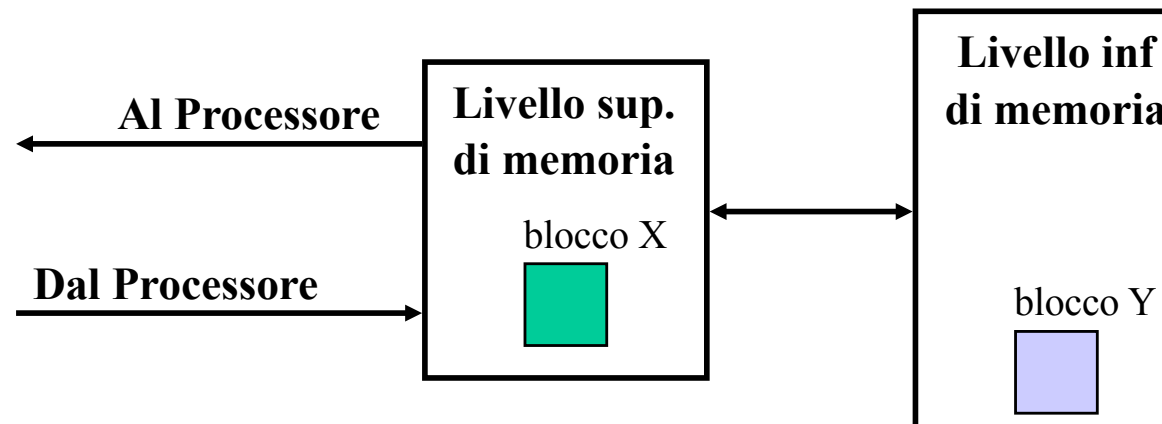 Al Processore
Dal Processore
Livello sup.
di memoria
blocco X
Livello inf
di memoria
blocco Y